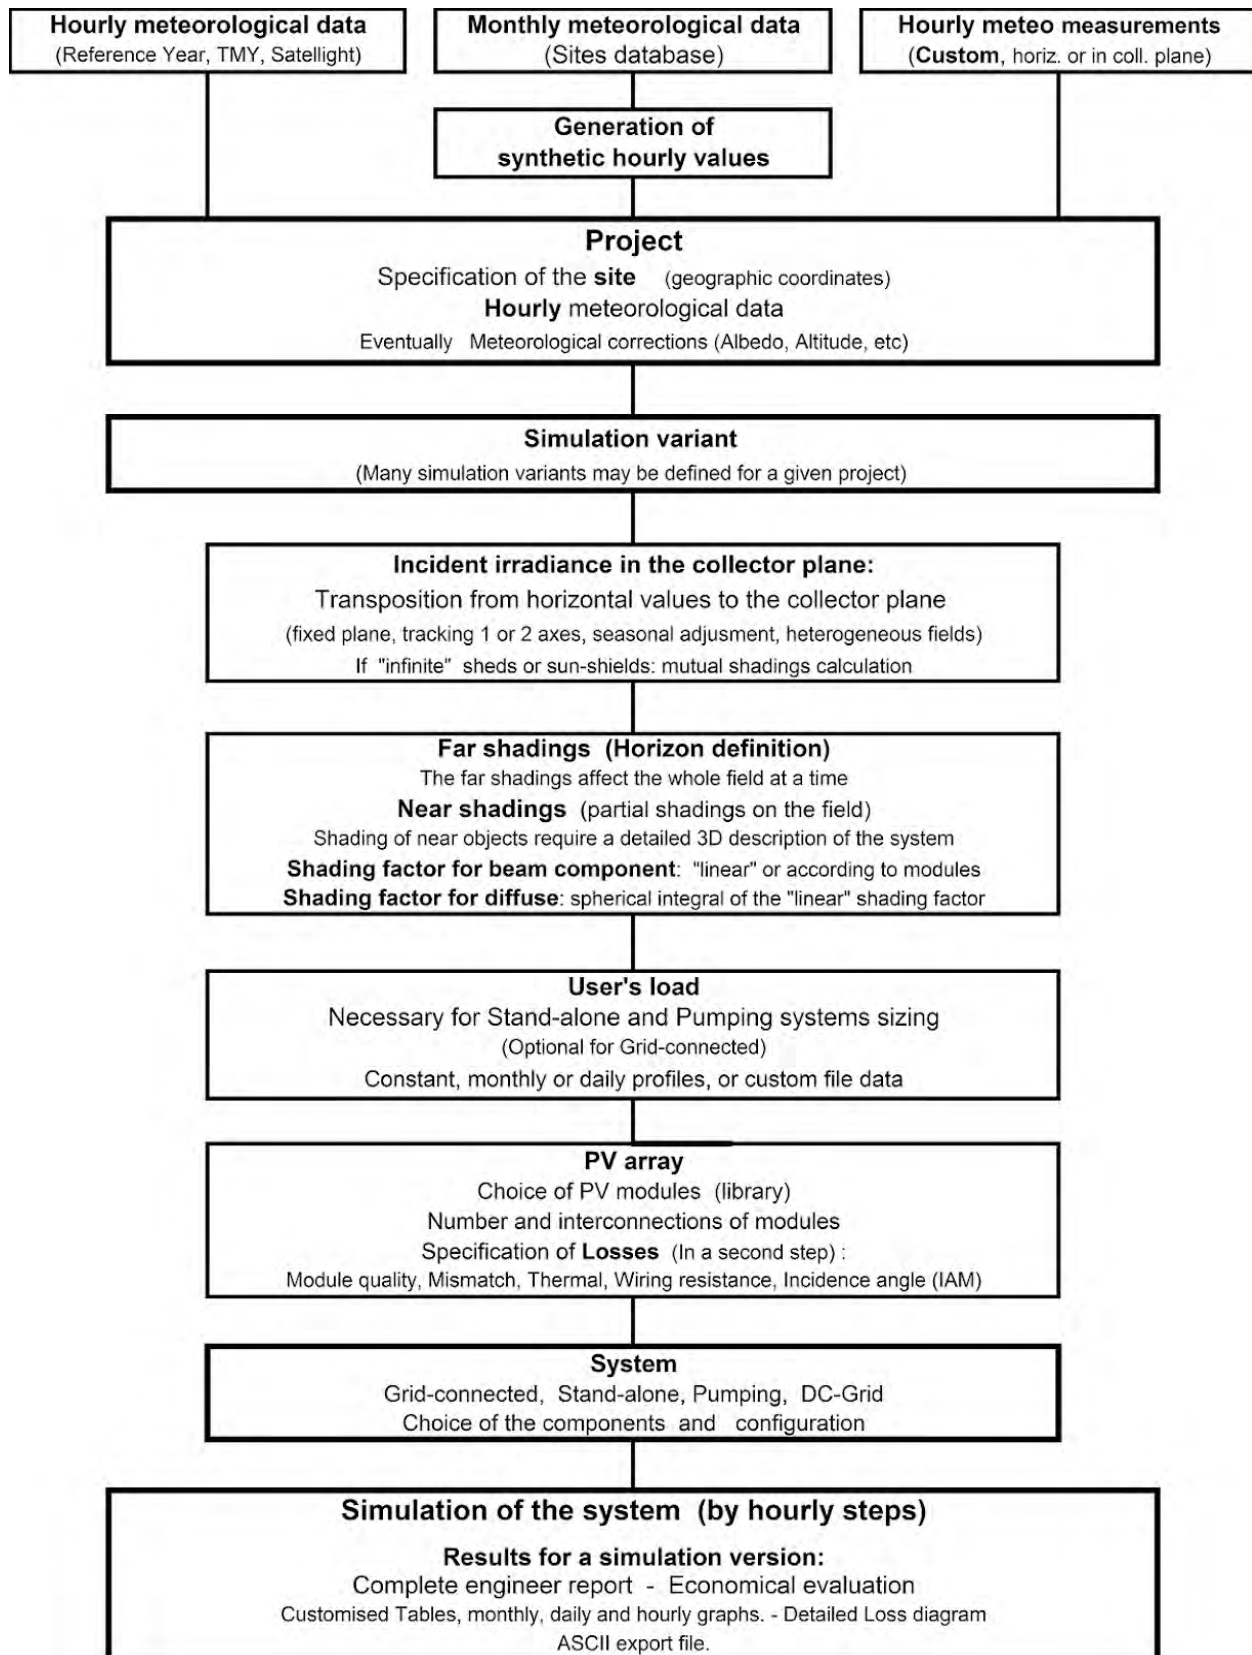 Hourly meteorological data
(Reference Year, TMY, Satellight)
Monthly meteorological data
(Sites database)
Hourly meteo measurements
(Custom, horiz. or in coll. plane)
Generation of
synthetic hourly values
Project
Specification of the site (geographic coordinates)
Hourly meteorological data
Eventually Meteorological corrections (Albedo, Altitude, etc)
Simulation variant
(Many simulation variants may be defined for a given project)
Incident irradiance in the collector plane:
Transposition from horizontal values to the collector plane
(fixed plane, tracking 1 or 2 axes, seasonal adjusment, heterogeneous fields)
If "infinite" sheds or sun-shields: mutual shadings calculation
Far shadings (Horizon definition)
The far shadings affect the whole field at a time
Near shadings (partial shadings on the field)
Shading of near objects require a detailed 3D description of the system
Shading factor for beam component: "linear" or according to modules
Shading factor for diffuse: spherical integral of the "linear" shading factor
User's load
Necessary for Stand-alone and Pumping systems sizing
(Optional for Grid-connected)
Constant, monthly or daily profiles, or custom file data
PV array
Choice of PV modules (library)
Number and interconnections of modules
Specification of Losses (In a second step) :
Module quality, Mismatch, Thermal, Wiring resistance, Incidence angle (IAM)
System
Grid-connected, Stand-alone, Pumping, DC-Grid
Choice of the components and configuration
Simulation of the system (by hourly steps)
Results for a simulation version:
Complete engineer report - Economical evaluation
Customised Tables, monthly, daily and hourly graphs. - Detailed Loss diagram
ASCII export file.